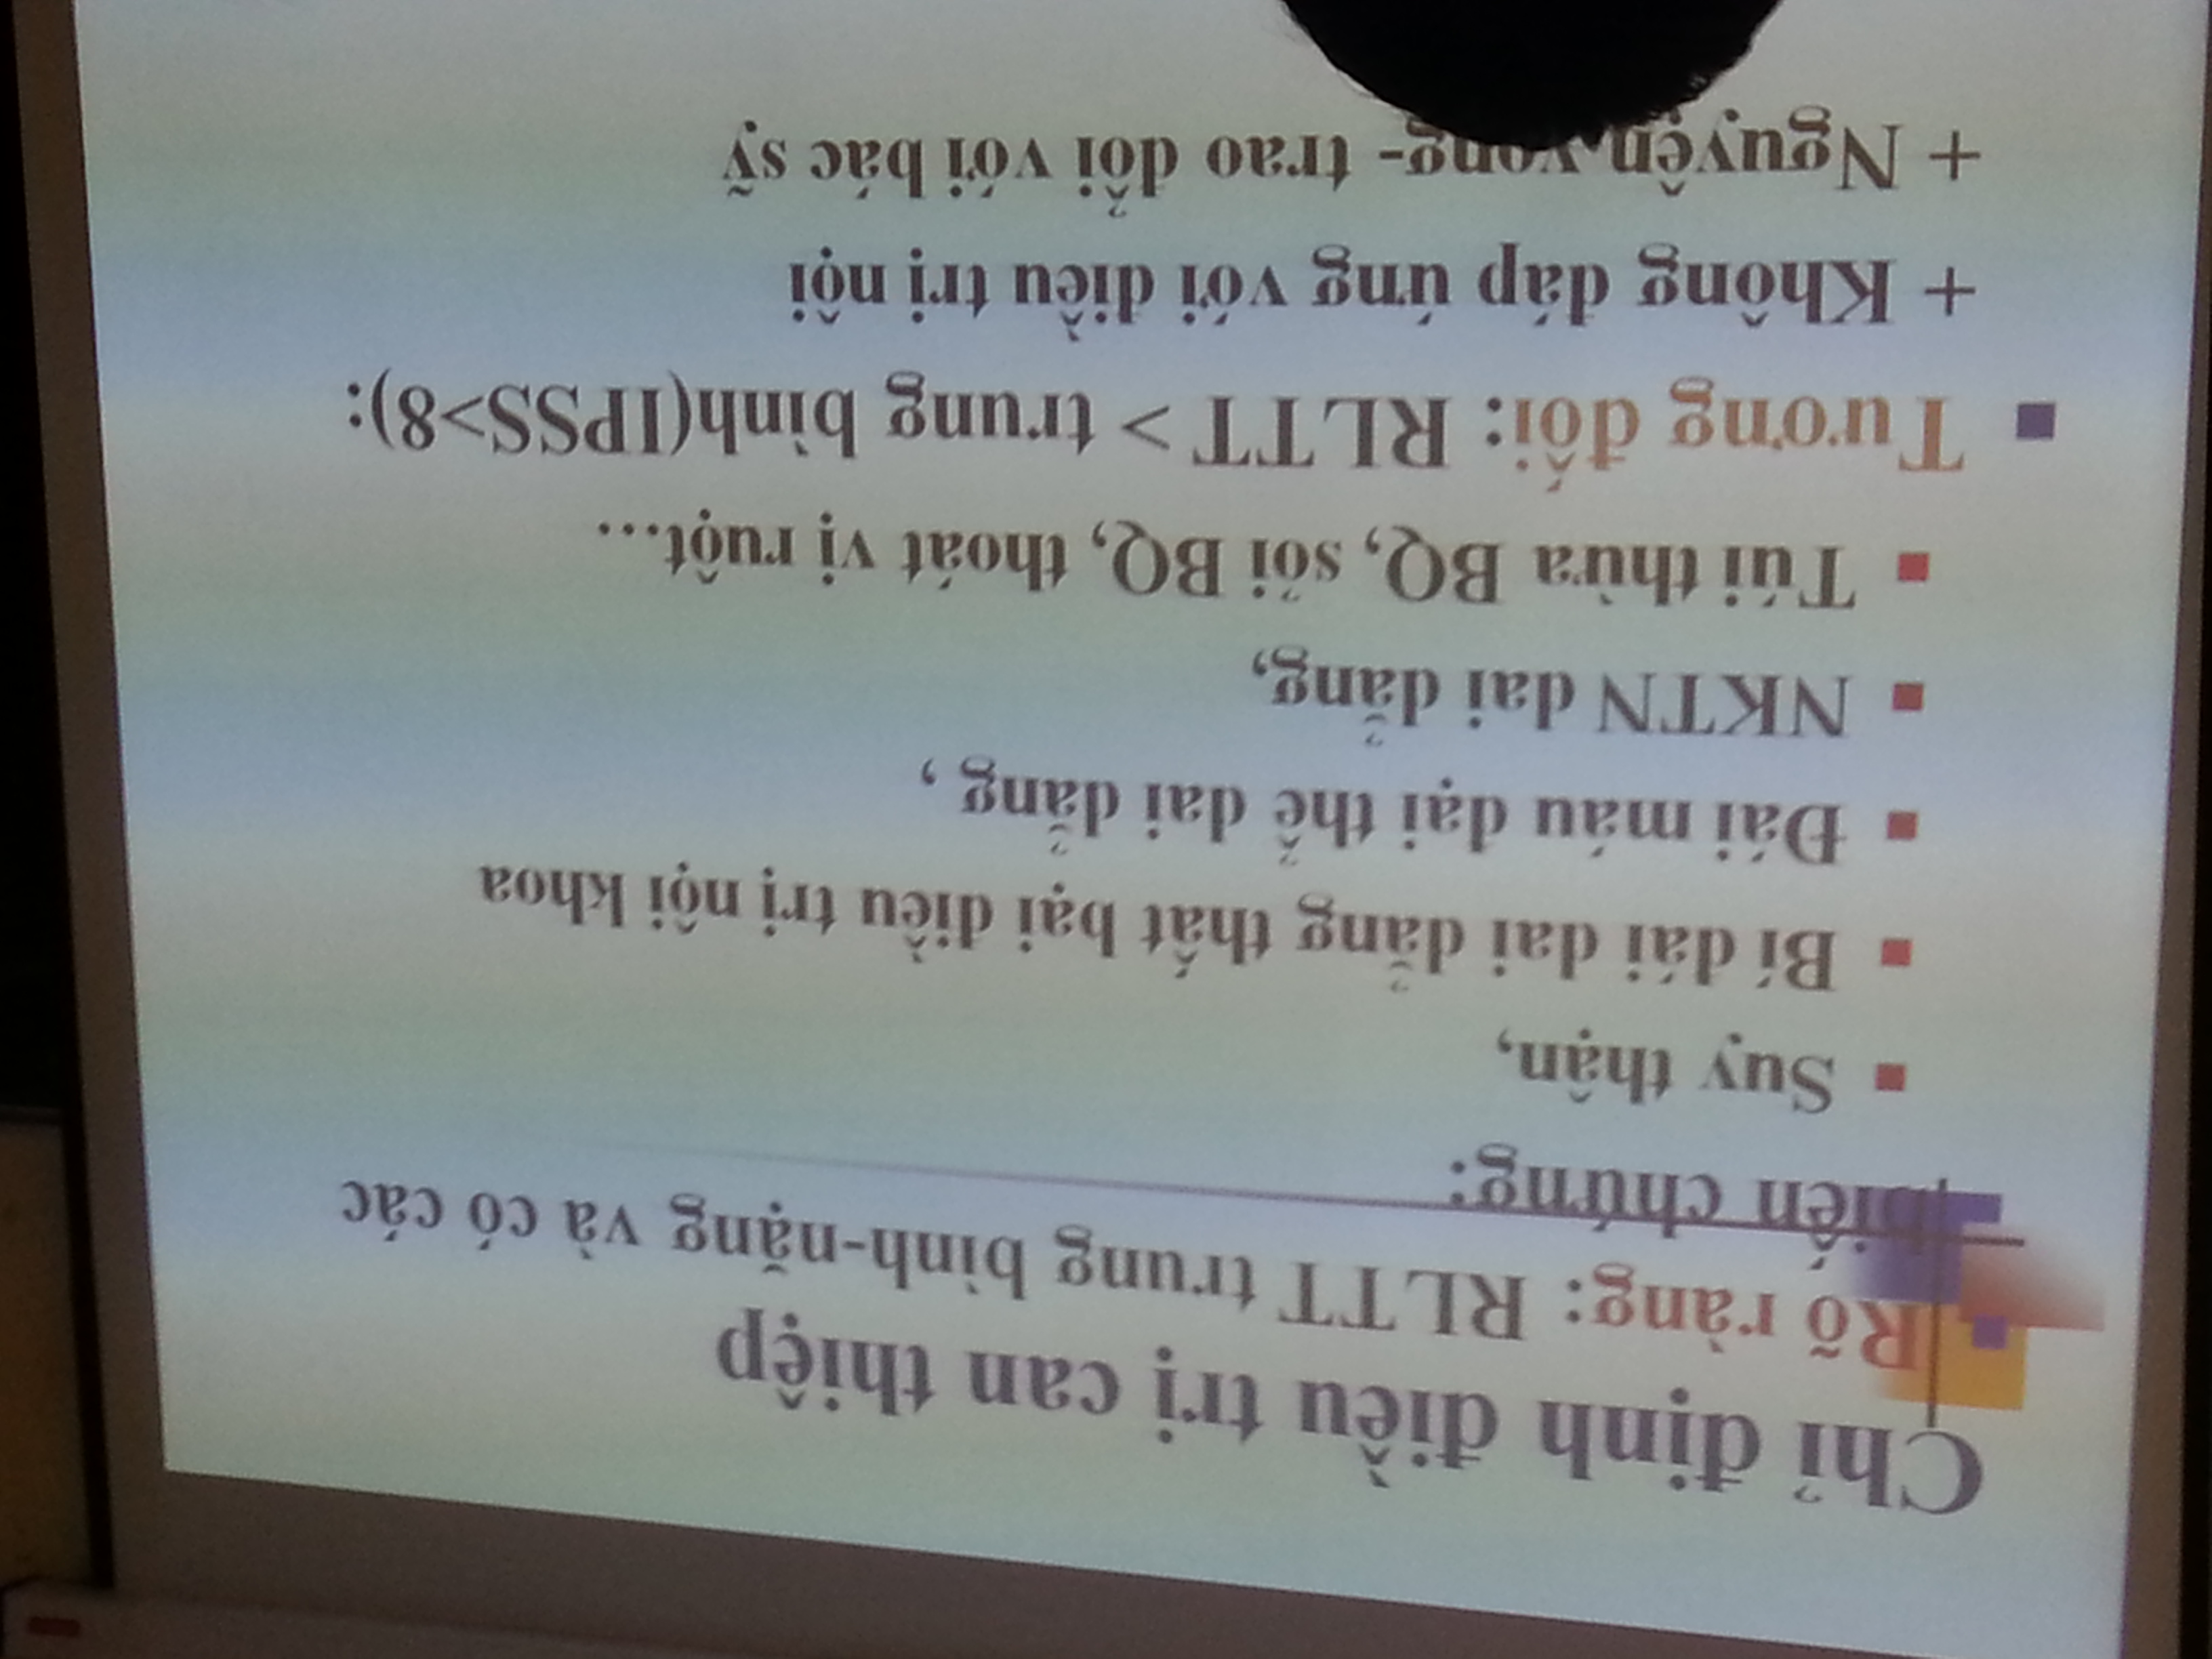 Chỉ định điều trị can thiệp
Rõ ràng: RLTT trung bình-nặng và có các
biến chứng:
Suy thận,
Bí đái dai dẳng thất bại điều trị nội khoa
Đái máu đại thể dai dẳng ,
NKTN dai dẳng,
Túi thừa BQ, sỏi BQ, thoát vị ruột...
Tương đối: RLTT > trung bình(IPSS>8):
+ Không đáp ứng với điều trị nội
+ Nguyện vọng- trao đổi với bác sỹ